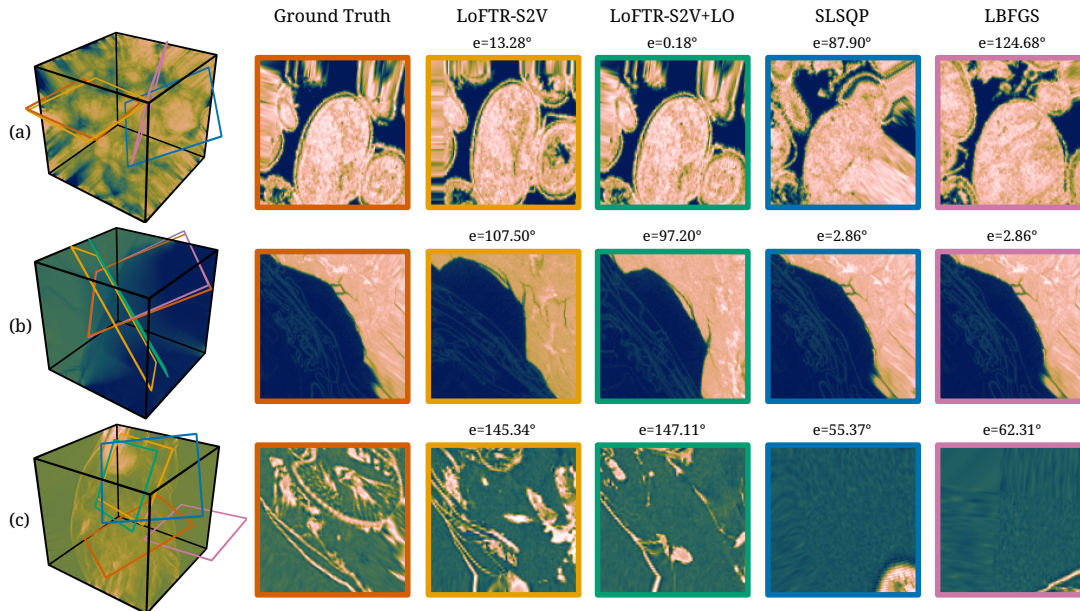 Ground Truth LoFTR-S2V LoFTR-S2V+LO SLSQP LBFGS
e=13.28° e=0.18° e=87.90° e=124.68°
(a)
e=107.50° e=97.20° e=2.86° e=2.86°
(b)
e=145.34° e=147.11° e=55.37° e=62.31°
(c)